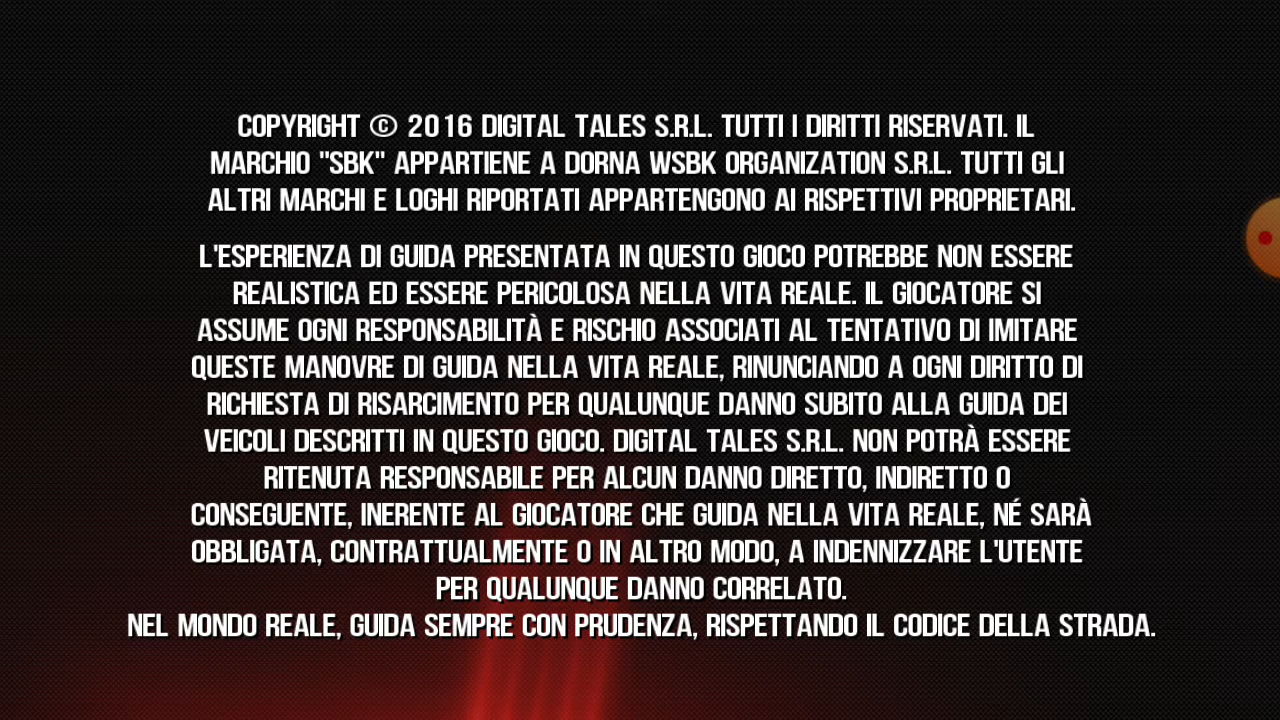 COPYRIGHT © 2016 DIGITAL TALES S.R.L. TUTTI I DIRITTI RISERVATI. IL
MARCHIO "SBK" APPARTIENE A DORNA WSBK ORGANIZATION S.R.L. TUTTI GLI
ALTRI MARCHI E LOGHI RIPORTATI APPARTENGONO AI RISPETTIVI PROPRIETARI.
L'ESPERIENZA DI GUIDA PRESENTATA IN QUESTO GIOCO POTREBBE NON ESSERE
REALISTICA ED ESSERE PERICOLOSA NELLA VITA REALE. IL GIOCATORE SI
ASSUME OGNI RESPONSABILITÀ E RISCHIO ASSOCIATI AL TENTATIVO DI IMITARE
QUESTE MANOVRE DI GUIDA NELLA VITA REALE, RINUNCIANDO A OGNI DIRITTO DI
RICHIESTA DI RISARCIMENTO PER QUALUNQUE DANNO SUBITO ALLA GUIDA DEI
VEICOLI DESCRITTI IN QUESTO GIOCO. DIGITAL TALES S.R.L. NON POTRÀ ESSERE
RITENUTA RESPONSABILE PER ALCUN DANNO DIRETTO, INDIRETTO O
CONSEGUENTE, INERENTE AL GIOCATORE CHE GUIDA NELLA VITA REALE, NÉ SARÀ
OBBLIGATA, CONTRATTUALMENTE O IN ALTRO MODO, A INDENNIZZARE L'UTENTE
PER QUALUNQUE DANNO CORRELATO.
NEL MONDO REALE, GUIDA SEMPRE CON PRUDENZA, RISPETTANDO IL CODICE DELLA STRADA.